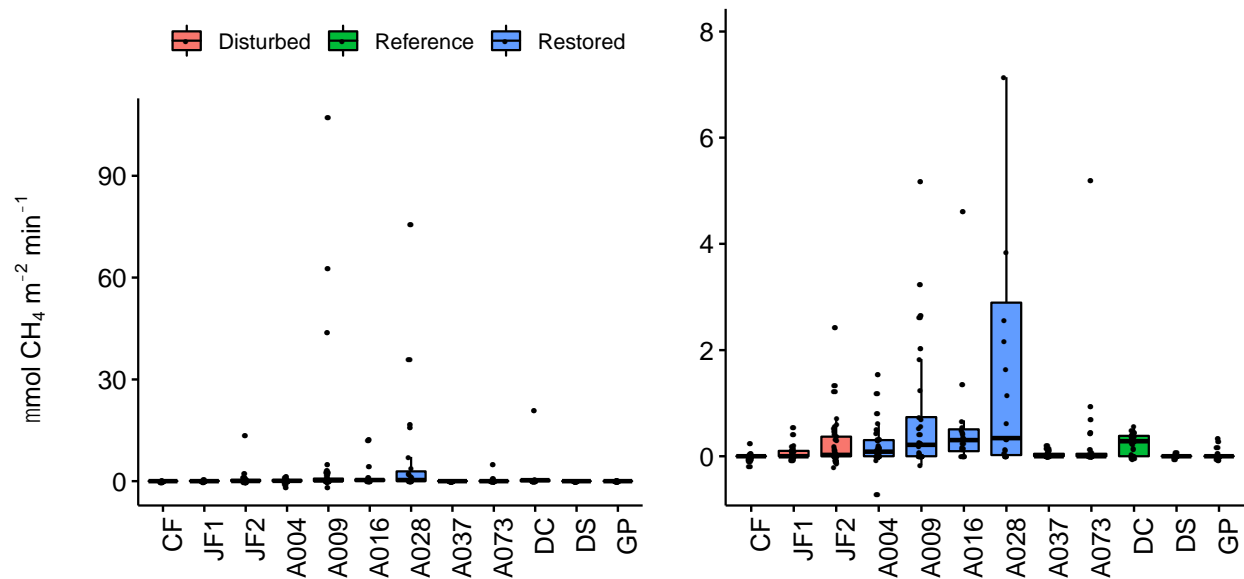 Disturbed Reference Restored
mmol CH₄ m⁻² min⁻¹
90
60
30
0
CF JF1 JF2 A004 A009 A016 A028 A037 A073 DC DS GP
8
6
4
2
0
CF JF1 JF2 A004 A009 A016 A028 A037 A073 DC DS GP